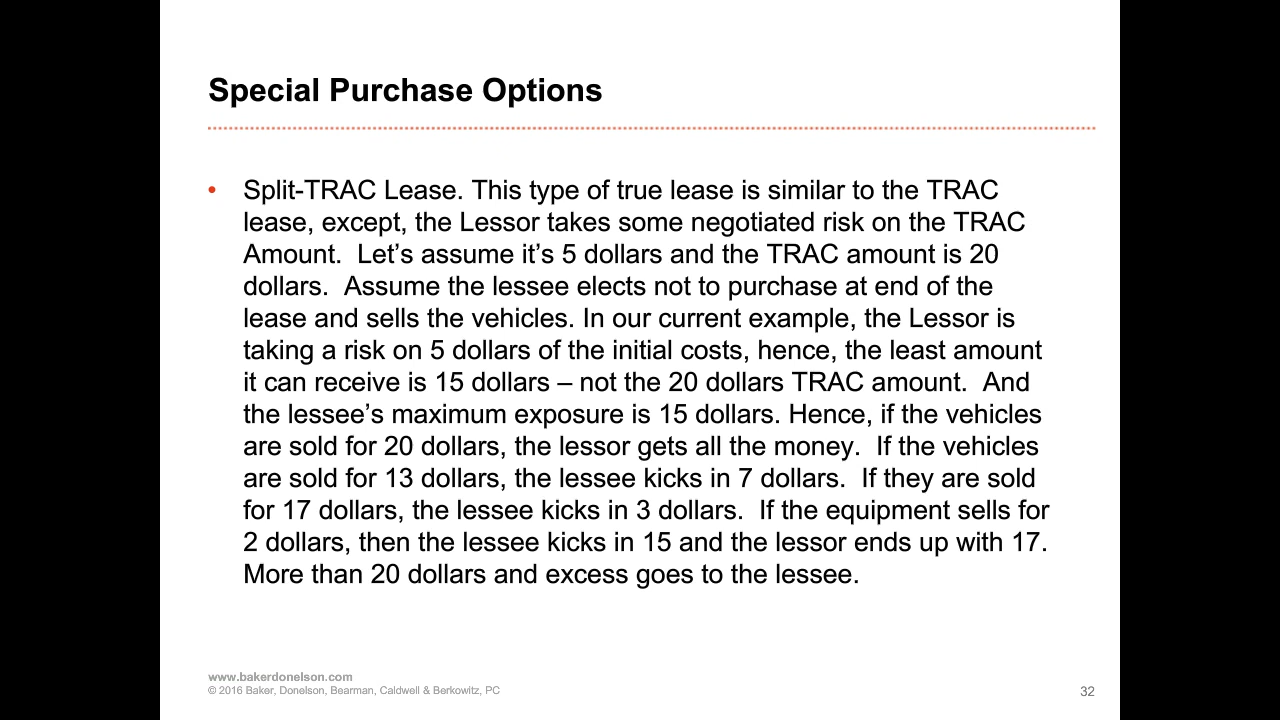 Special Purchase Options
• Split-TRAC Lease. This type of true lease is similar to the TRAC
lease, except, the Lessor takes some negotiated risk on the TRAC
Amount.  Let’s assume it’s 5 dollars and the TRAC amount is 20
dollars.  Assume the lessee elects not to purchase at end of the
lease and sells the vehicles. In our current example, the Lessor is
taking a risk on 5 dollars of the initial costs, hence, the least amount
it can receive is 15 dollars – not the 20 dollars TRAC amount.  And
the lessee’s maximum exposure is 15 dollars. Hence, if the vehicles
are sold for 20 dollars, the lessor gets all the money.  If the vehicles
are sold for 13 dollars, the lessee kicks in 7 dollars.  If they are sold
for 17 dollars, the lessee kicks in 3 dollars.  If the equipment sells for
2 dollars, then the lessee kicks in 15 and the lessor ends up with 17.
More than 20 dollars and excess goes to the lessee.
www.bakerdonelson.com
© 2016 Baker, Donelson, Bearman, Caldwell & Berkowitz, PC
32